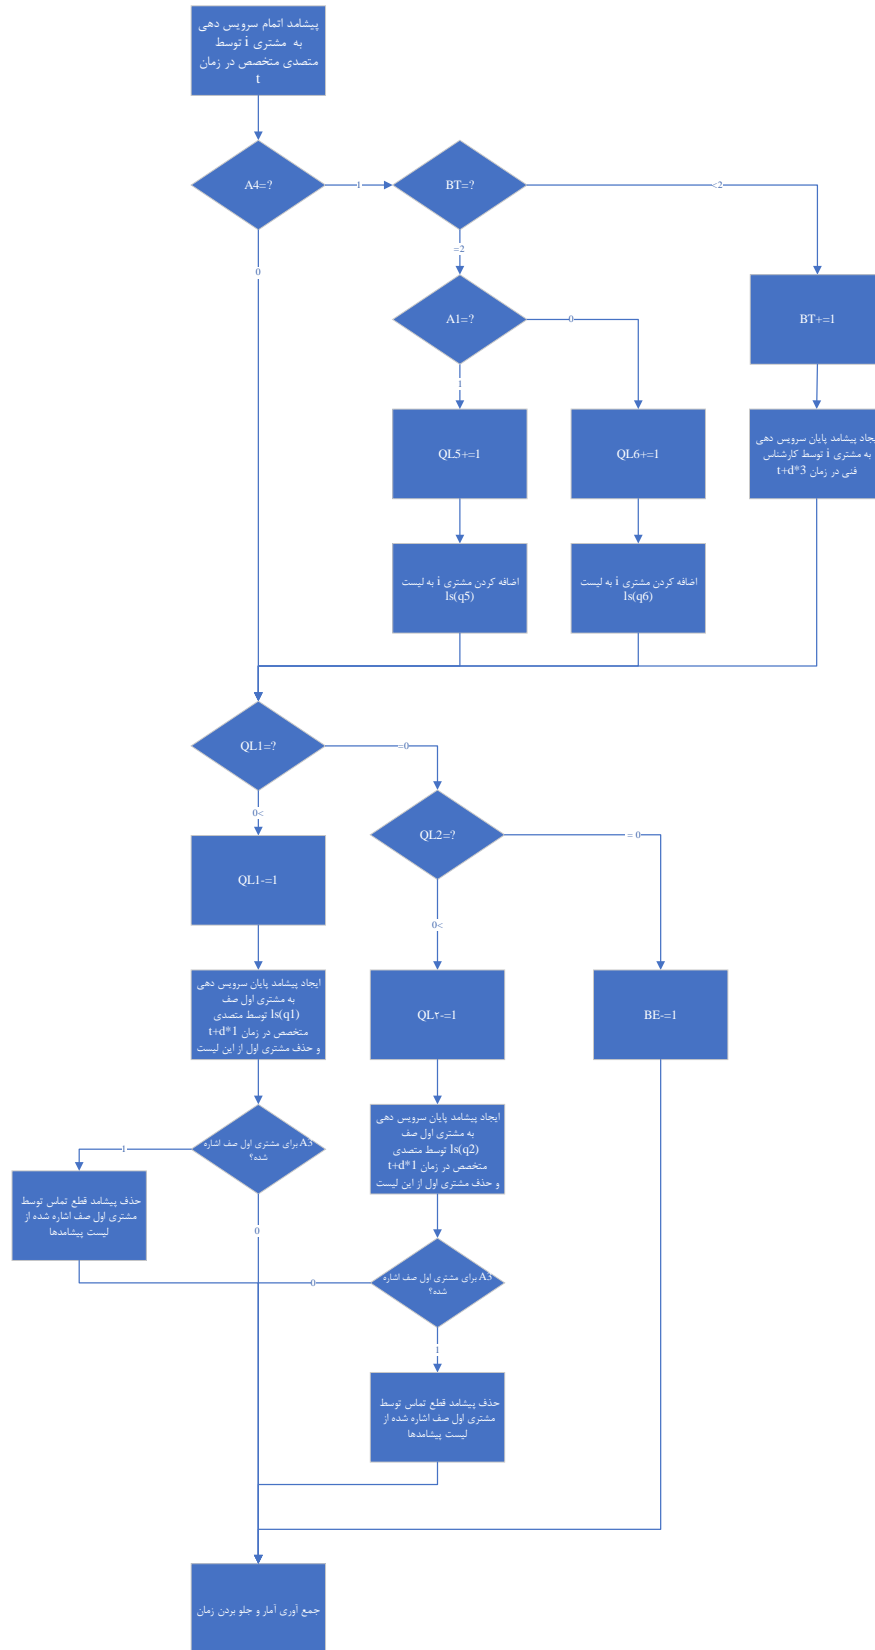 پیشامد اتمام سرویس دهی
به مشتری i توسط
متصدی متخصص در زمان
t
A4=?
1
BT=?
<2
0
=2
A1=?
0
BT+=1
1
QL5+=1
QL6+=1
ایجاد پیشامد پایان سرویس دهی
به مشتری i توسط کارشناس
فنی در زمان t+d*3
اضافه کردن مشتری i به لیست
ls(q5)
اضافه کردن مشتری i به لیست
ls(q6)
QL1=?
=0
0<
QL2=?
= 0
QL1-=1
0<
ایجاد پیشامد پایان سرویس دهی
به مشتری اول صف
ls(q1) توسط متصدی
متخصص در زمان t+d*1
و حذف مشتری اول از این لیست
QL۲-=1
BE-=1
A3 برای مشتری اول صف اشاره
شده؟
1
ایجاد پیشامد پایان سرویس دهی
به مشتری اول صف
ls(q2) توسط متصدی
متخصص در زمان t+d*1
و حذف مشتری اول از این لیست
حذف پیشامد قطع تماس توسط
مشتری اول صف اشاره شده از
لیست پیشامدها
0
A3 برای مشتری اول صف اشاره
شده؟
0
1
حذف پیشامد قطع تماس توسط
مشتری اول صف اشاره شده از
لیست پیشامدها
جمع آوری آمار و جلو بردن زمان